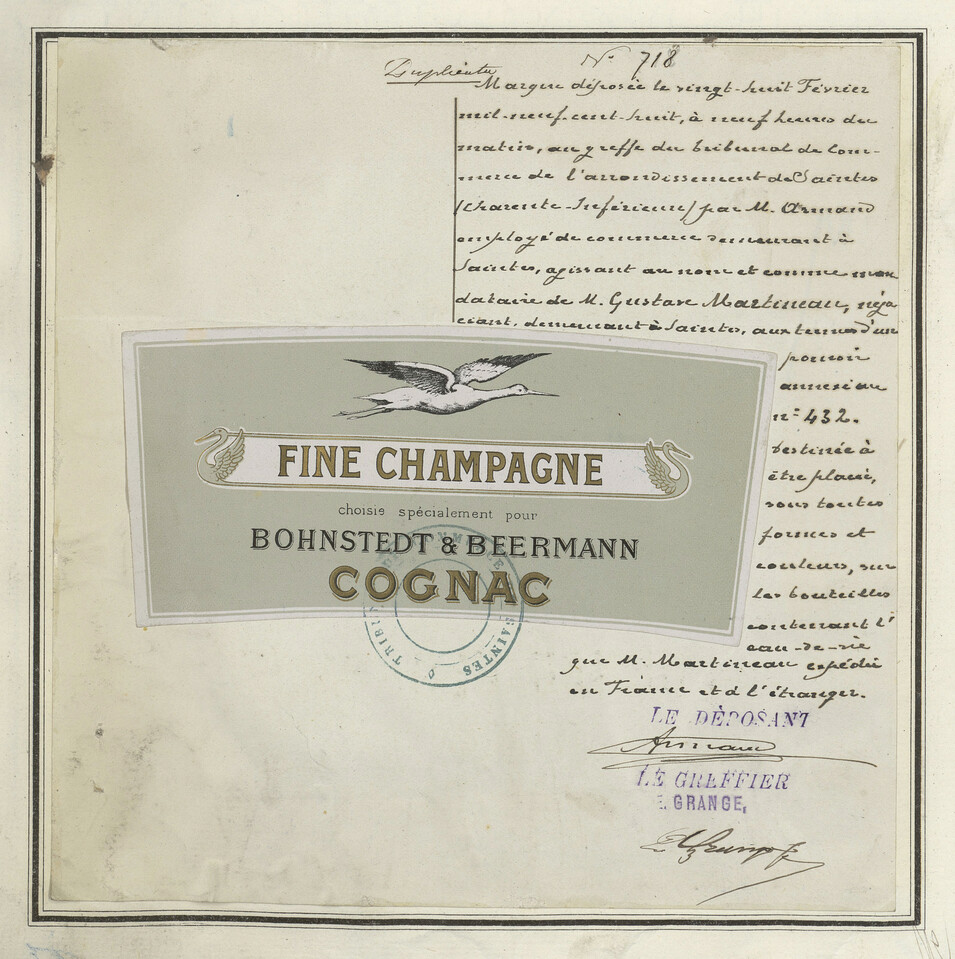 Duplicata
No 718
Marque déposée le vingt-huit Février
mil-neuf-cent-huit, à neuf heures du
matin, au greffe du tribunal de Com-
merce de l'arrondissement de Saintes
(Charente-Inférieure) par M. Armand
employé de commerce demeurant à
Saintes, agissant au nom et comme man
dataire de M. Gustave Martineau, négo
ciant, demeurant à Saintes, aux termes d'un
pouvoir
annexé au
n° 432.
Destinée à
être placée,
sous toutes
formes et
couleurs, sur
les bouteilles
contenant l'
eau-de-vie
que M. Martineau expédie
en France et à l'étranger.
FINE CHAMPAGNE
choisie spécialement pour
BOHNSTEDT & BEERMANN
COGNAC
SAINTES
LE DÉPOSANT
Armand
LE GREFFIER
E. GRANGE,